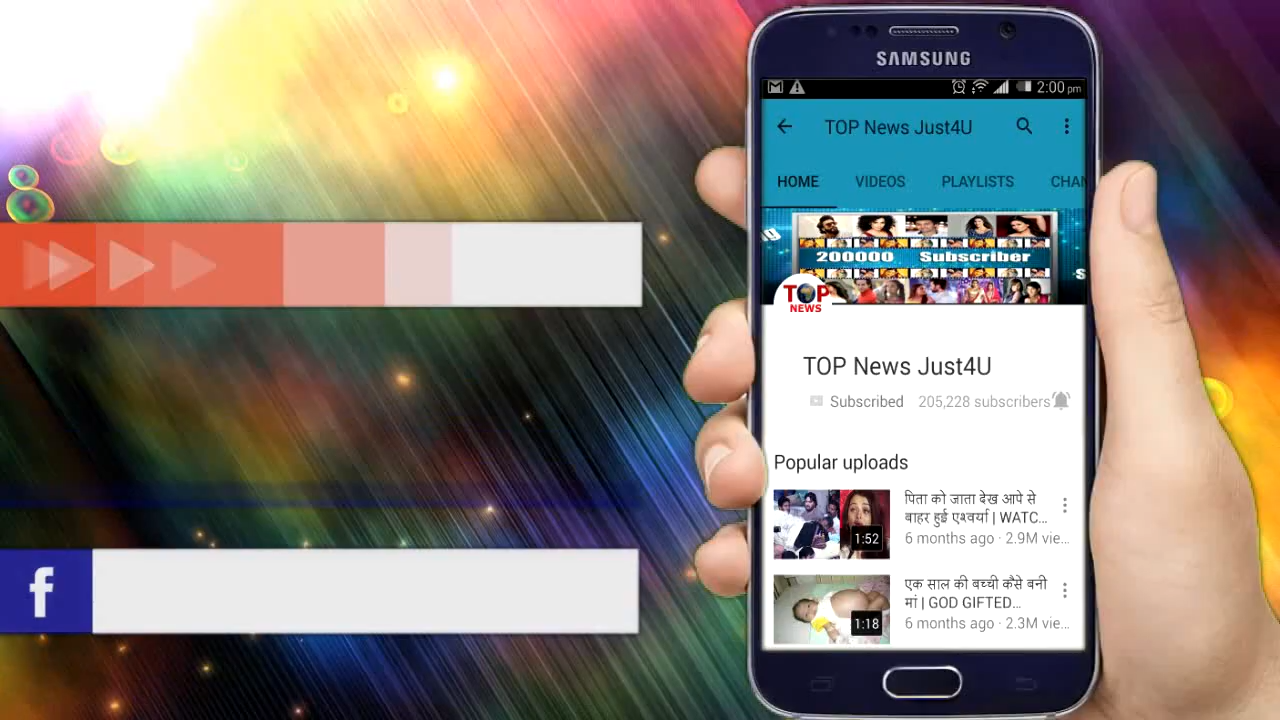 SAMSUNG
2:00 pm
TOP News Just4U
HOME VIDEOS PLAYLISTS CHAN
200000 Subscriber
TOP
NEWS
TOP News Just4U
Subscribed 205,228 subscribers
Popular uploads
पिता को जाता देख आपे से
बाहर हुई एश्वर्या | WATC...
1:52
6 months ago · 2.9M vie...
एक साल की बच्ची कैसे बनी
मां | GOD GIFTED...
1:18
6 months ago · 2.3M vie...
f